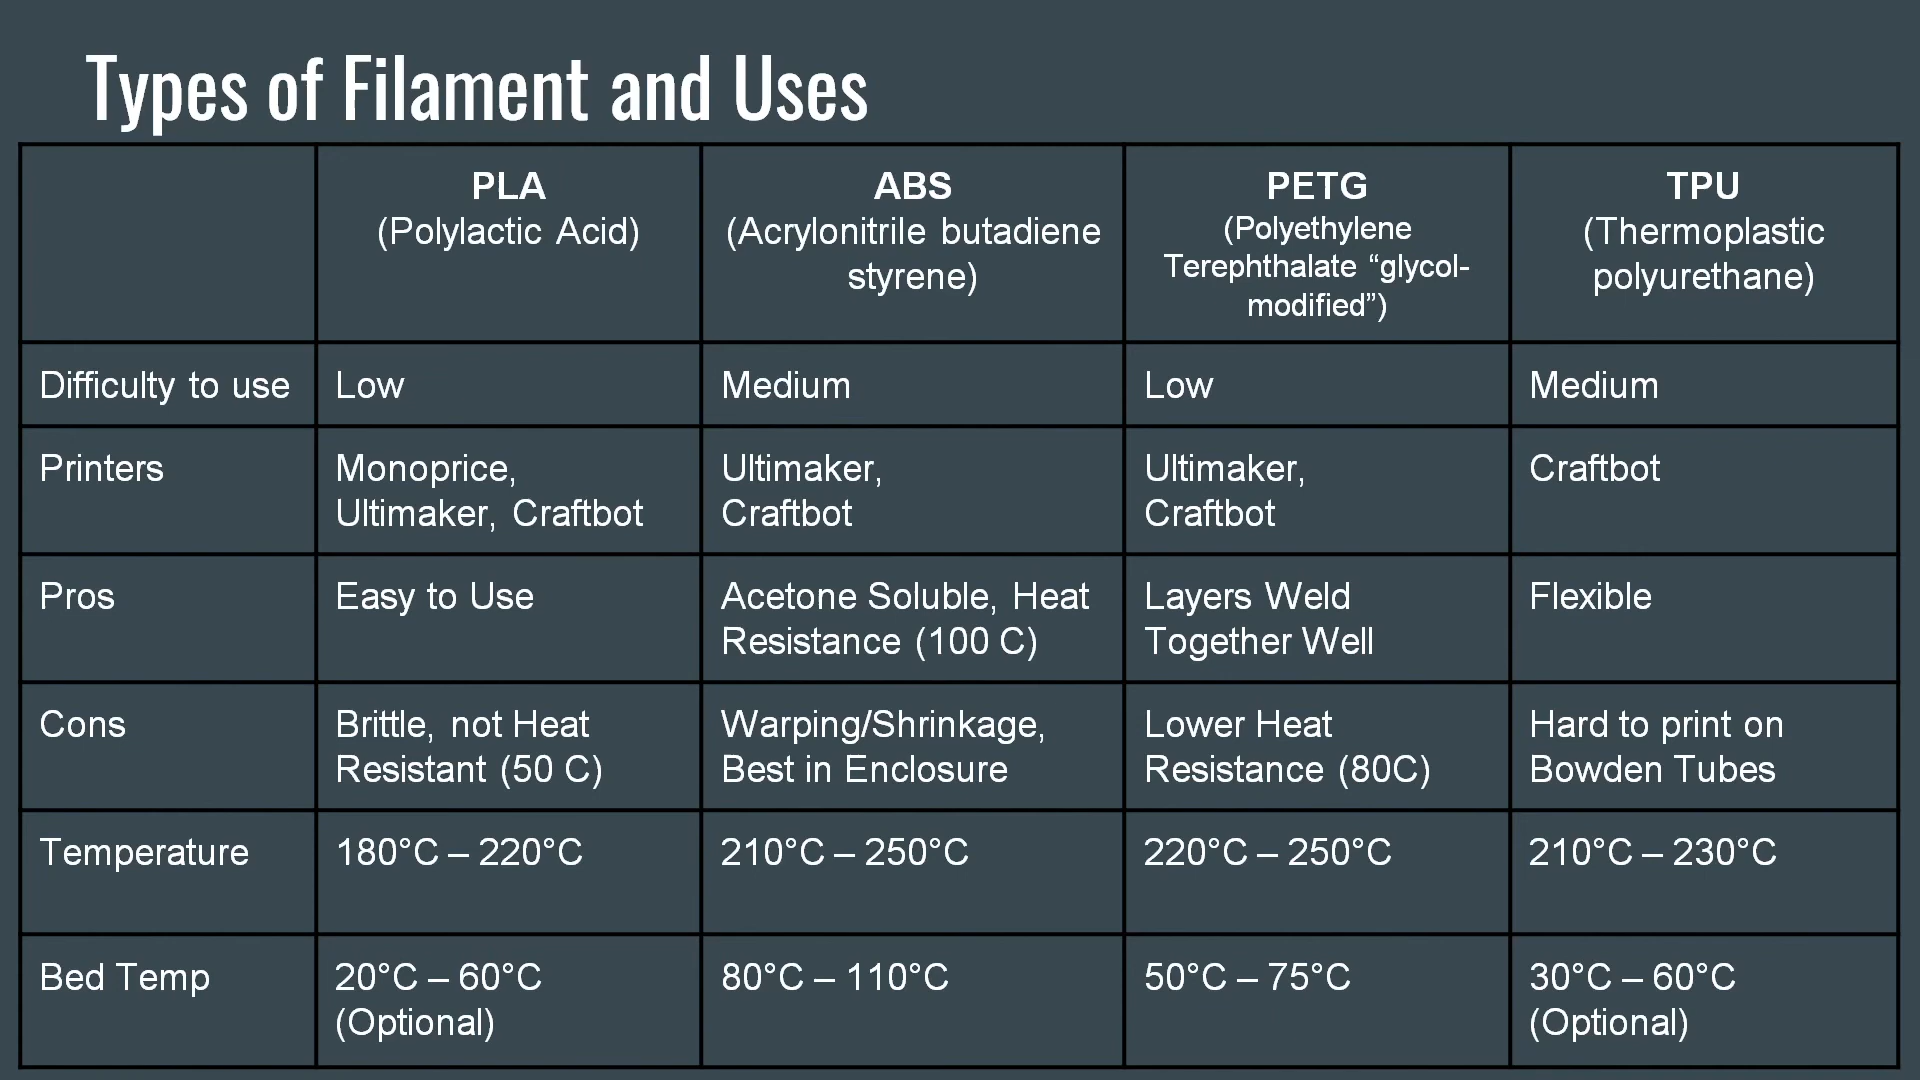 Types of Filament and Uses
PLA
(Polylactic Acid)
ABS
(Acrylonitrile butadiene
styrene)
PETG
(Polyethylene
Terephthalate “glycol-
modified”)
TPU
(Thermoplastic
polyurethane)
Difficulty to use
Low
Medium
Low
Medium
Printers
Monoprice,
Ultimaker, Craftbot
Ultimaker,
Craftbot
Ultimaker,
Craftbot
Craftbot
Pros
Easy to Use
Acetone Soluble, Heat
Resistance (100 C)
Layers Weld
Together Well
Flexible
Cons
Brittle, not Heat
Resistant (50 C)
Warping/Shrinkage,
Best in Enclosure
Lower Heat
Resistance (80C)
Hard to print on
Bowden Tubes
Temperature
180°C – 220°C
210°C – 250°C
220°C – 250°C
210°C – 230°C
Bed Temp
20°C – 60°C
(Optional)
80°C – 110°C
50°C – 75°C
30°C – 60°C
(Optional)